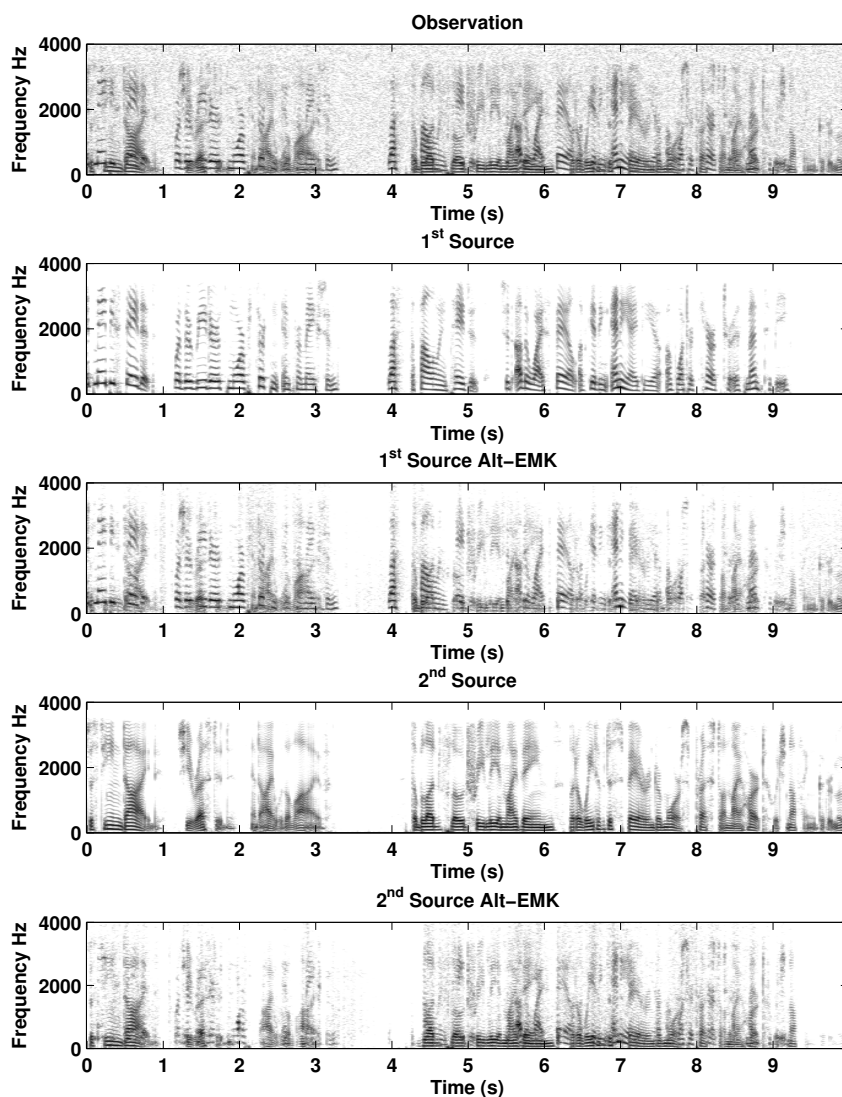 Observation
Frequency Hz
4000
2000
0
0 1 2 3 4 5 6 7 8 9
Time (s)
1st Source
Frequency Hz
4000
2000
0
0 1 2 3 4 5 6 7 8 9
Time (s)
1st Source Alt−EMK
Frequency Hz
4000
2000
0
0 1 2 3 4 5 6 7 8 9
Time (s)
2nd Source
Frequency Hz
4000
2000
0
0 1 2 3 4 5 6 7 8 9
Time (s)
2nd Source Alt−EMK
Frequency Hz
4000
2000
0
0 1 2 3 4 5 6 7 8 9
Time (s)